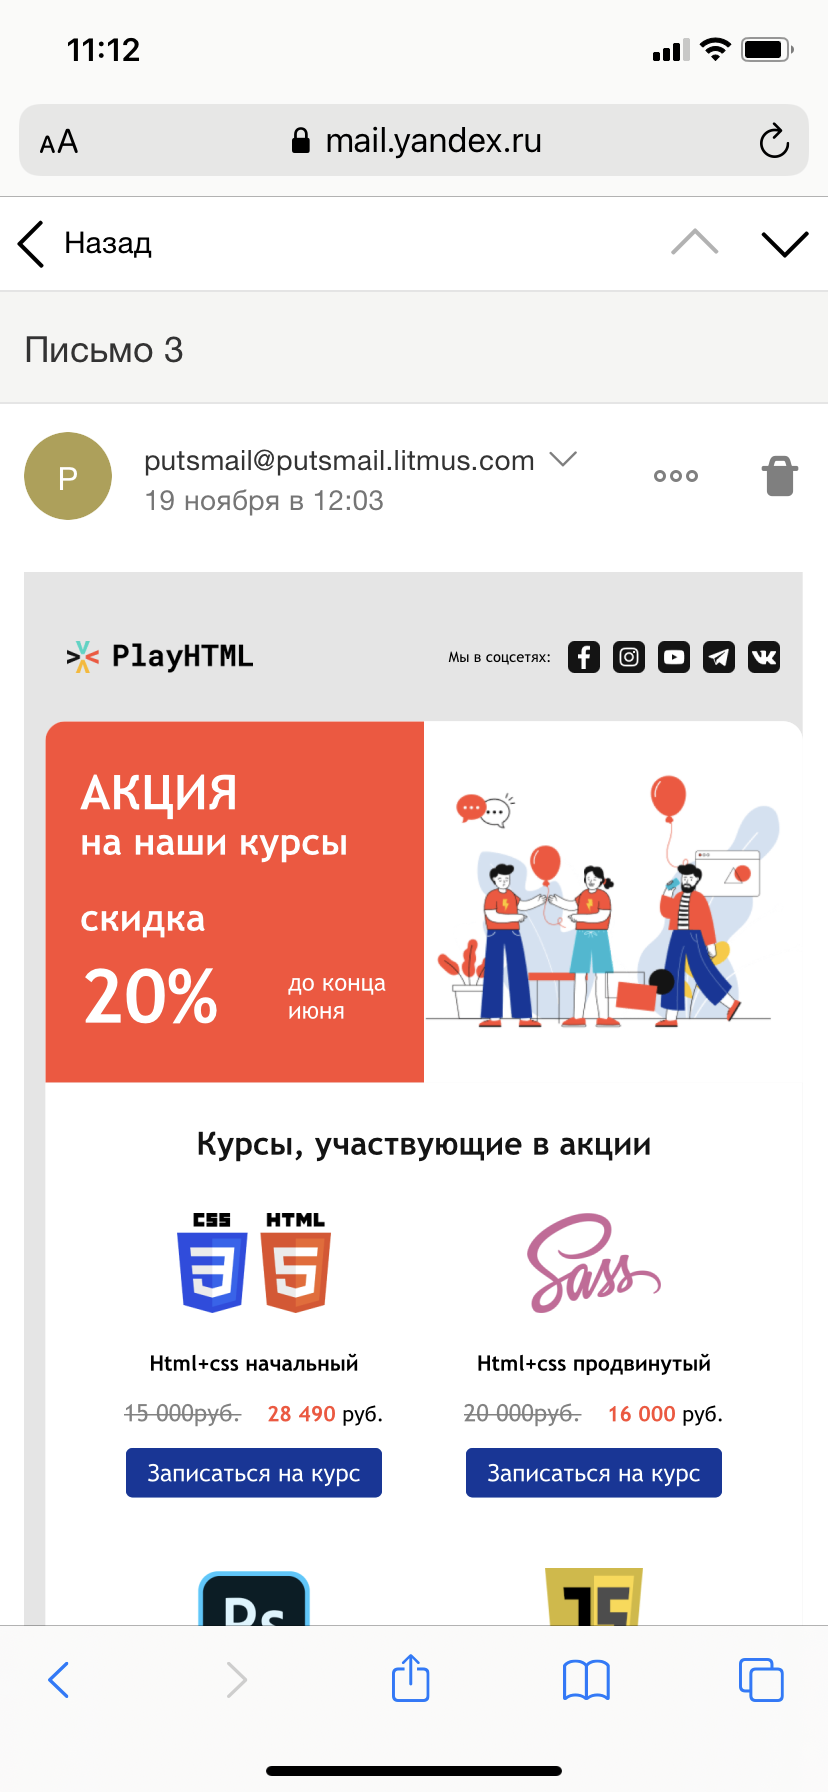 11:12
AA mail.yandex.ru
Назад
Письмо 3
P
putsmail@putsmail.litmus.com
19 ноября в 12:03
PlayHTML
Мы в соцсетях:
АКЦИЯ
на наши курсы
скидка
20%
до конца
июня
Курсы, участвующие в акции
CSS HTML
Sass
Html+css начальный
Html+css продвинутый
15 000руб. 28 490 руб.
20 000руб. 16 000 руб.
Записаться на курс
Записаться на курс
Ps
JS